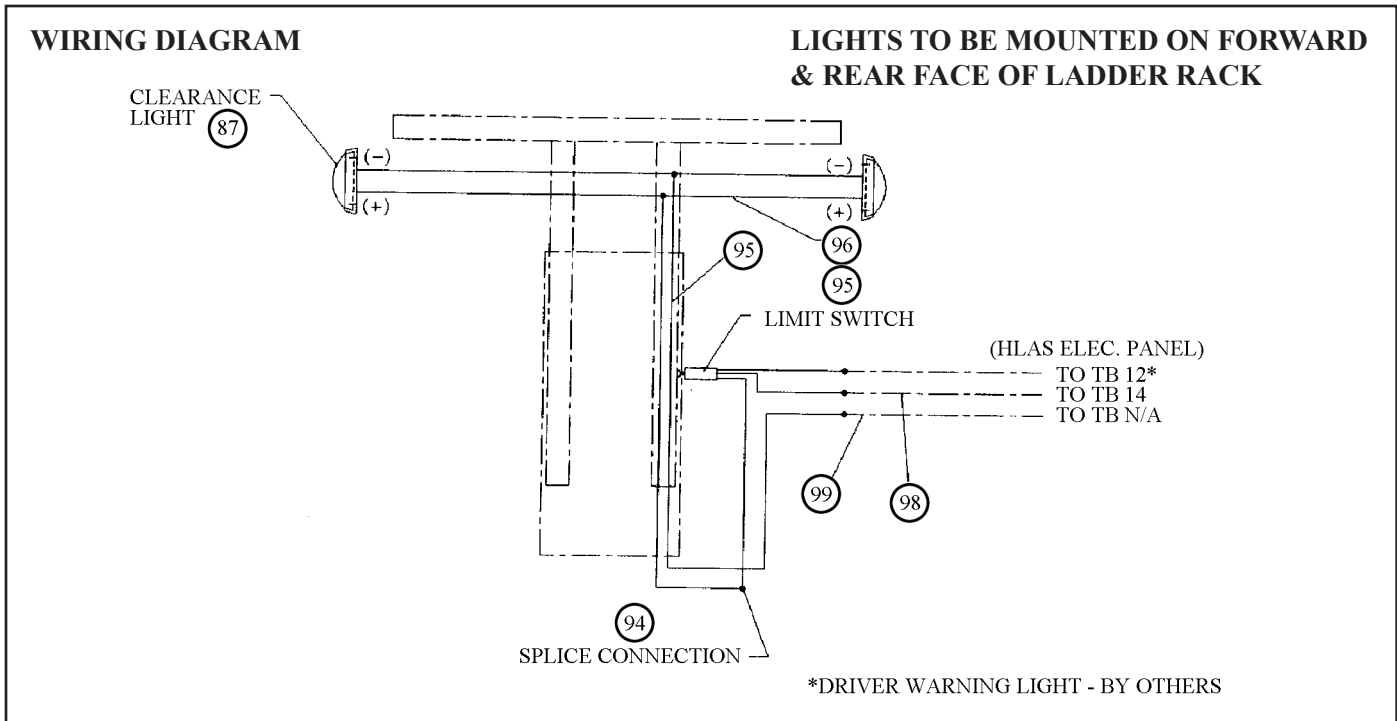 WIRING DIAGRAM
LIGHTS TO BE MOUNTED ON FORWARD
& REAR FACE OF LADDER RACK
CLEARANCE
LIGHT 87
(-)
(+)
(-)
(+)
95
96
95
LIMIT SWITCH
(HLAS ELEC. PANEL)
TO TB 12*
TO TB 14
TO TB N/A
99
98
94
SPLICE CONNECTION
*DRIVER WARNING LIGHT - BY OTHERS